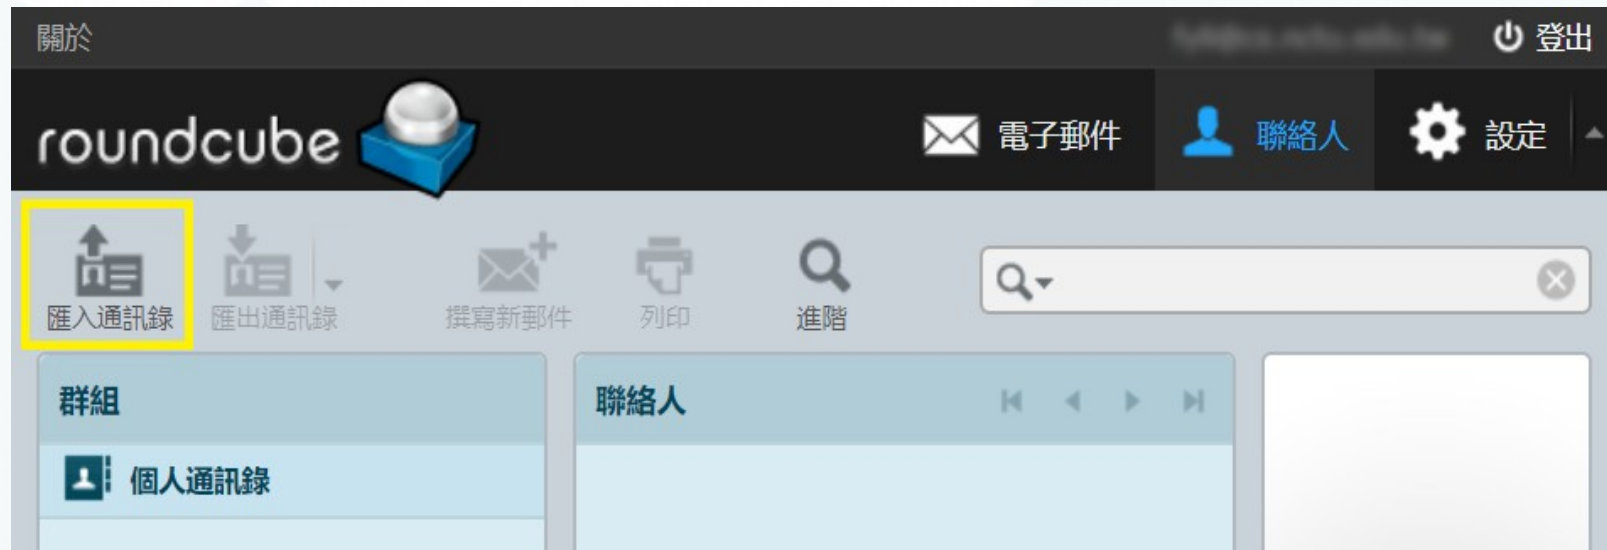 關於
登出
roundcube
電子郵件
聯絡人
設定
匯入通訊錄
匯出通訊錄
撰寫新郵件
列印
進階
群組
聯絡人
個人通訊錄